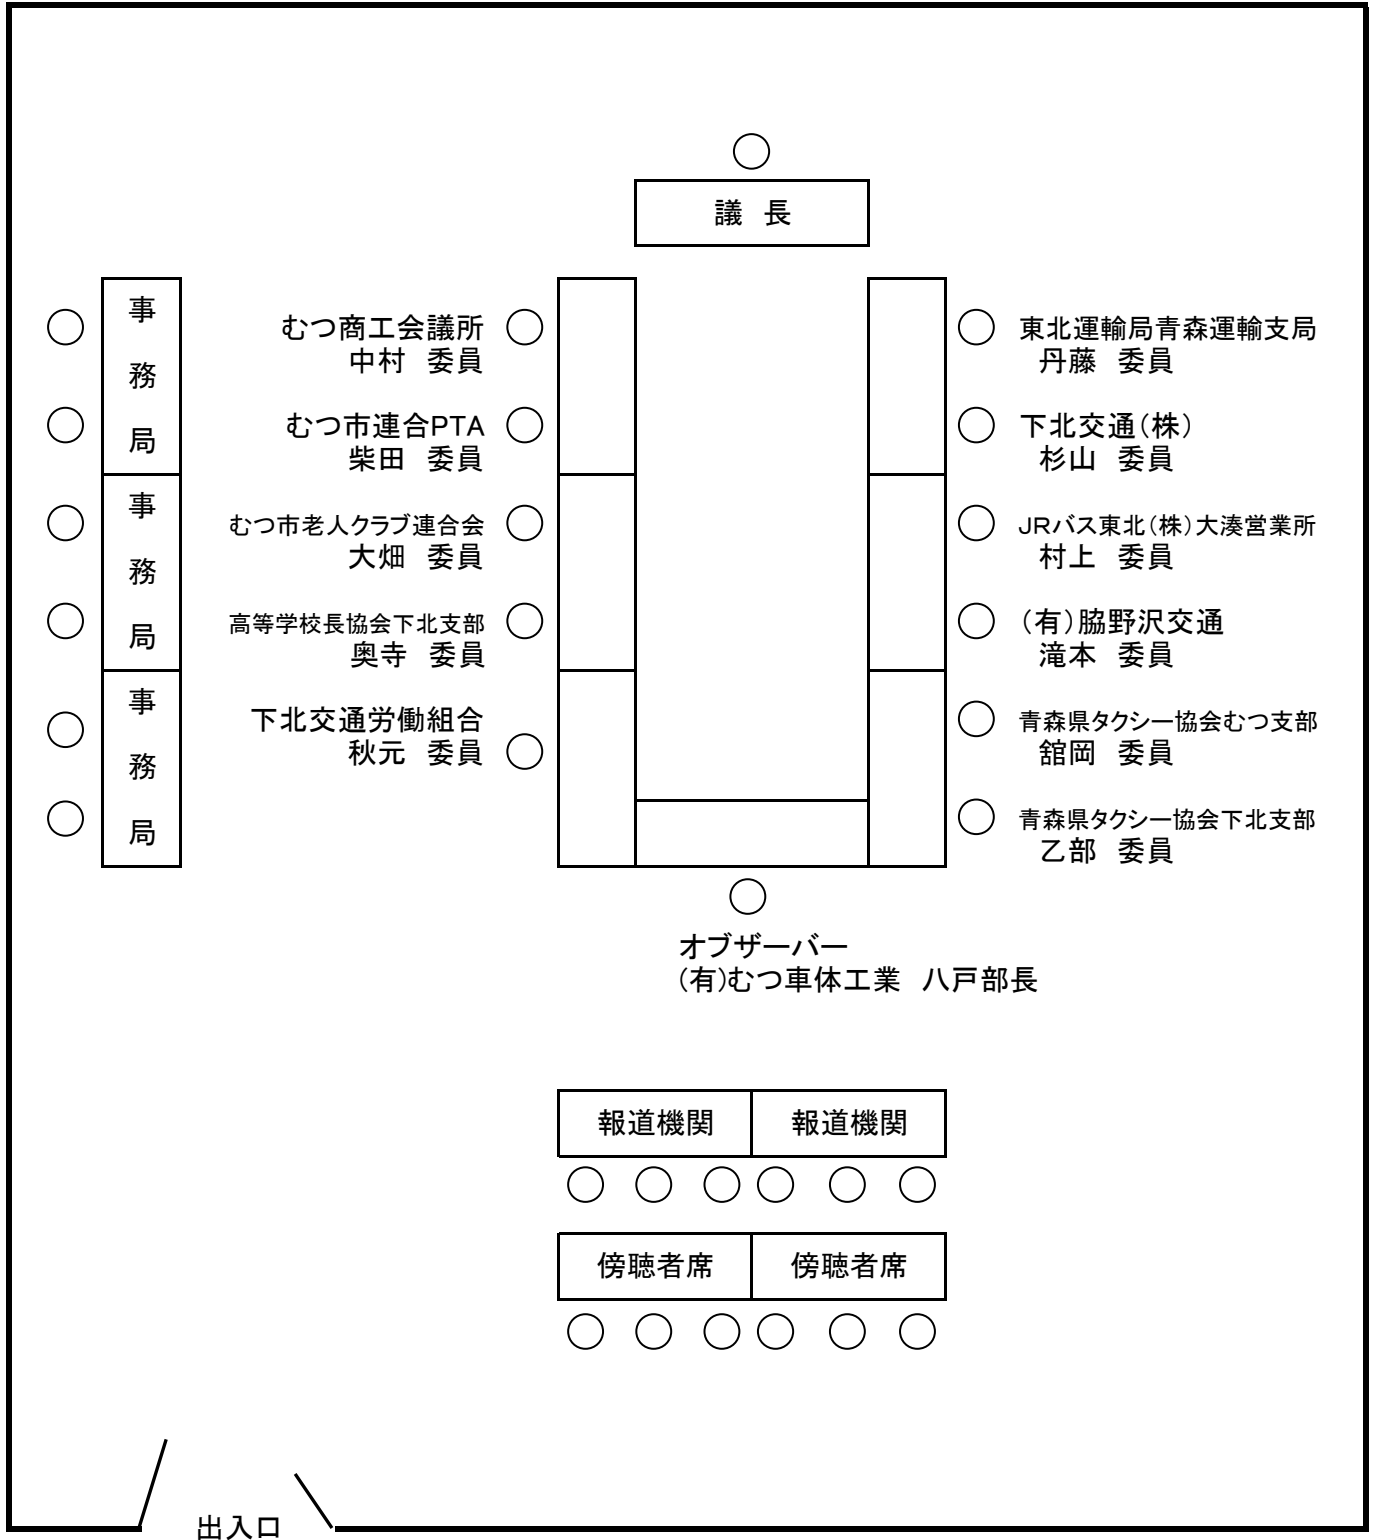 議 長
事務局
事務局
事務局
むつ商工会議所
中村 委員
むつ市連合PTA
柴田 委員
むつ市老人クラブ連合会
大畑 委員
高等学校長協会下北支部
奥寺 委員
下北交通労働組合
秋元 委員
東北運輸局青森運輸支局
丹藤 委員
下北交通（株）
杉山 委員
JRバス東北（株）大湊営業所
村上 委員
（有）脇野沢交通
滝本 委員
青森県タクシー協会むつ支部
舘岡 委員
青森県タクシー協会下北支部
乙部 委員
オブザーバー
(有)むつ車体工業 八戸部長
報道機関 報道機関
傍聴者席 傍聴者席
出入口